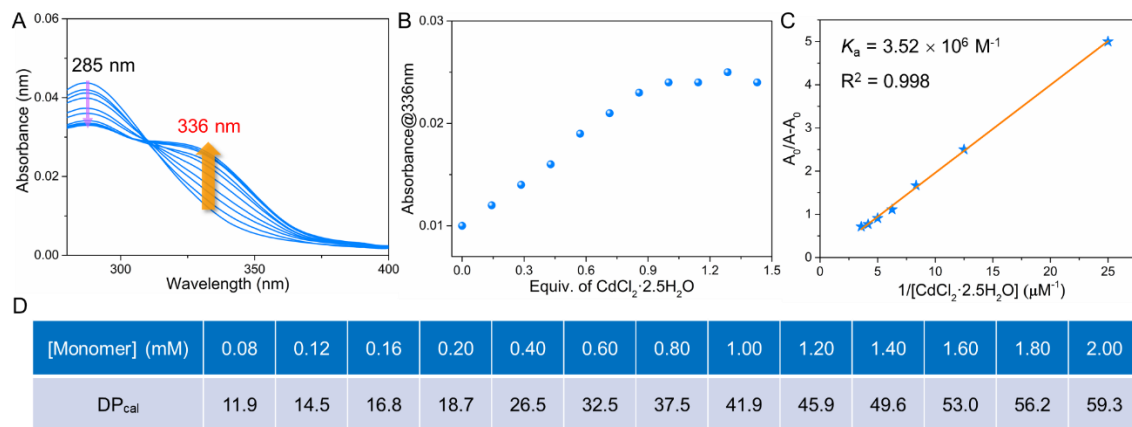 A
Absorbance (nm)
0.06
0.04
0.02
0.00
285 nm
336 nm
300
350
400
Wavelength (nm)
B
Absorbance@336nm
0.03
0.02
0.01
0.0
0.3
0.6
0.9
1.2
1.5
Equiv. of CdCl₂·2.5H₂O
C
A₀/A-A₀
5
4
3
2
1
0
Kₐ = 3.52 × 10⁶ M⁻¹
R² = 0.998
0
5
10
15
20
25
1/[CdCl₂·2.5H₂O] (μM⁻¹)
D
[Monomer] (mM) 0.08 0.12 0.16 0.20 0.40 0.60 0.80 1.00 1.20 1.40 1.60 1.80 2.00
DPcal 11.9 14.5 16.8 18.7 26.5 32.5 37.5 41.9 45.9 49.6 53.0 56.2 59.3